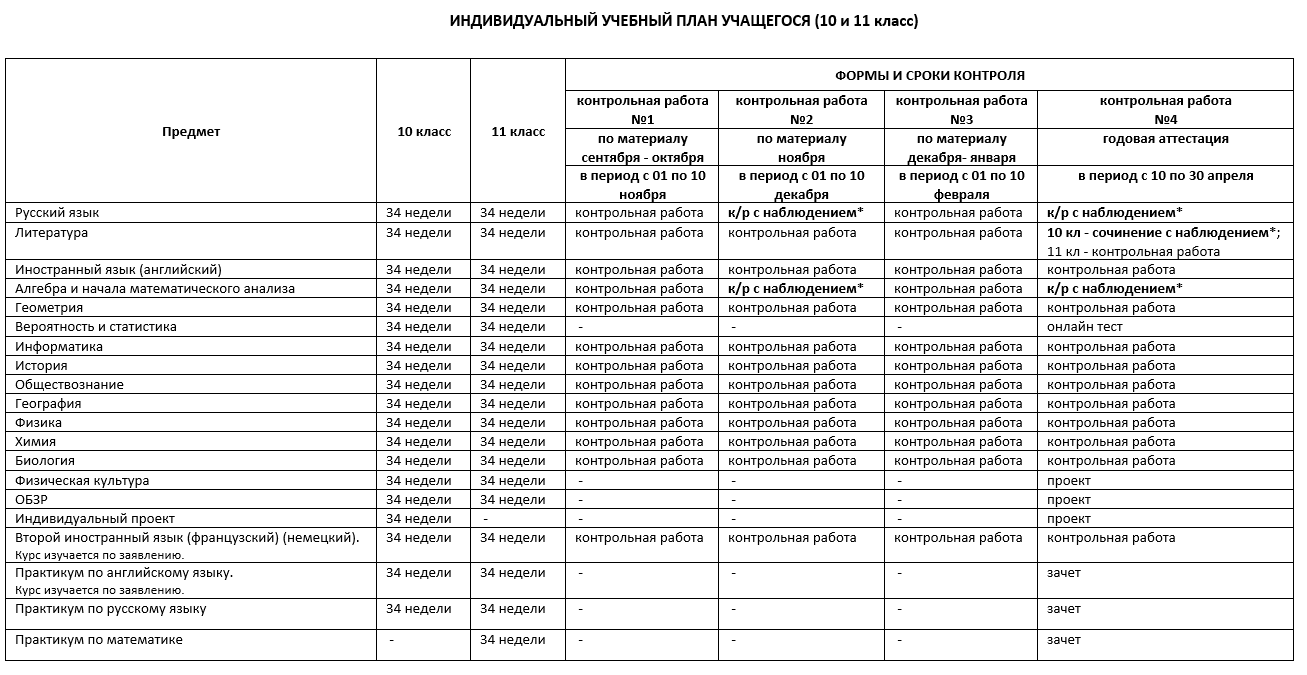 ИНДИВИДУАЛЬНЫЙ УЧЕБНЫЙ ПЛАН УЧАЩЕГОСЯ (10 и 11 класс)
Предмет 10 класс 11 класс ФОРМЫ И СРОКИ КОНТРОЛЯ
контрольная работа контрольная работа контрольная работа контрольная работа
№1 №2 №3 №4
по материалу по материалу по материалу годовая аттестация
сентября - октября ноября декабря- января
в период с 01 по 10 в период с 01 по 10 в период с 01 по 10 в период с 10 по 30 апреля
ноября декабря февраля
Русский язык 34 недели 34 недели контрольная работа к/р с наблюдением* контрольная работа к/р с наблюдением*
Литература 34 недели 34 недели контрольная работа контрольная работа контрольная работа 10 кл - сочинение с наблюдением*;
11 кл - контрольная работа
Иностранный язык (английский) 34 недели 34 недели контрольная работа контрольная работа контрольная работа контрольная работа
Алгебра и начала математического анализа 34 недели 34 недели контрольная работа к/р с наблюдением* контрольная работа к/р с наблюдением*
Геометрия 34 недели 34 недели контрольная работа контрольная работа контрольная работа контрольная работа
Вероятность и статистика 34 недели 34 недели - - - онлайн тест
Информатика 34 недели 34 недели контрольная работа контрольная работа контрольная работа контрольная работа
История 34 недели 34 недели контрольная работа контрольная работа контрольная работа контрольная работа
Обществознание 34 недели 34 недели контрольная работа контрольная работа контрольная работа контрольная работа
География 34 недели 34 недели контрольная работа контрольная работа контрольная работа контрольная работа
Физика 34 недели 34 недели контрольная работа контрольная работа контрольная работа контрольная работа
Химия 34 недели 34 недели контрольная работа контрольная работа контрольная работа контрольная работа
Биология 34 недели 34 недели контрольная работа контрольная работа контрольная работа контрольная работа
Физическая культура 34 недели 34 недели - - - проект
ОБЗР 34 недели 34 недели - - - проект
Индивидуальный проект 34 недели - - - - проект
Второй иностранный язык (французский) (немецкий). 34 недели 34 недели контрольная работа контрольная работа контрольная работа контрольная работа
Курс изучается по заявлению.
Практикум по английскому языку. 34 недели 34 недели - - - зачет
Курс изучается по заявлению.
Практикум по русскому языку 34 недели 34 недели - - - зачет
Практикум по математике - 34 недели - - - зачет